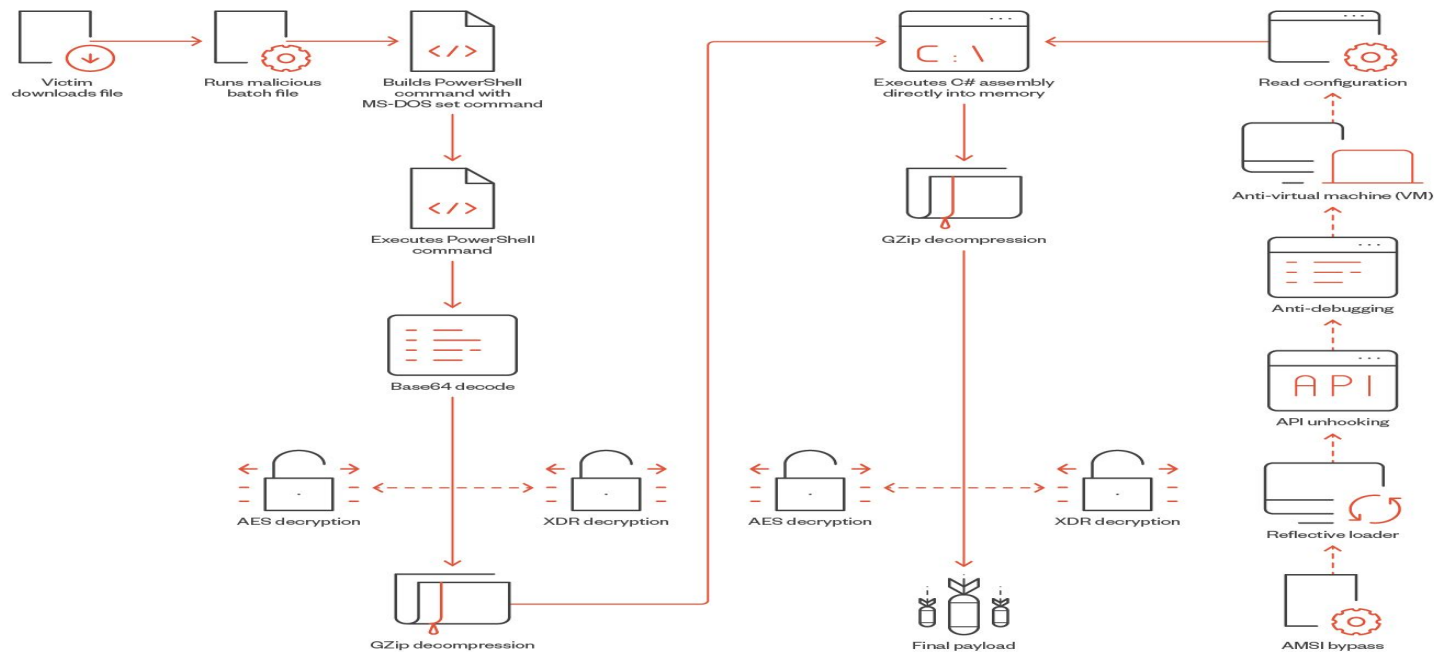 Victim
downloads file
Runs malicious
batch file
Builds PowerShell
command with
MS-DOS set command
</>
Executes PowerShell
command
</>
Base64 decode
AES decryption
XDR decryption
GZip decompression
C:\
Executes C# assembly
directly into memory
GZip decompression
AES decryption
XDR decryption
Final payload
Read configuration
Anti-virtual machine (VM)
Anti-debugging
API
API unhooking
Reflective loader
AMSI bypass